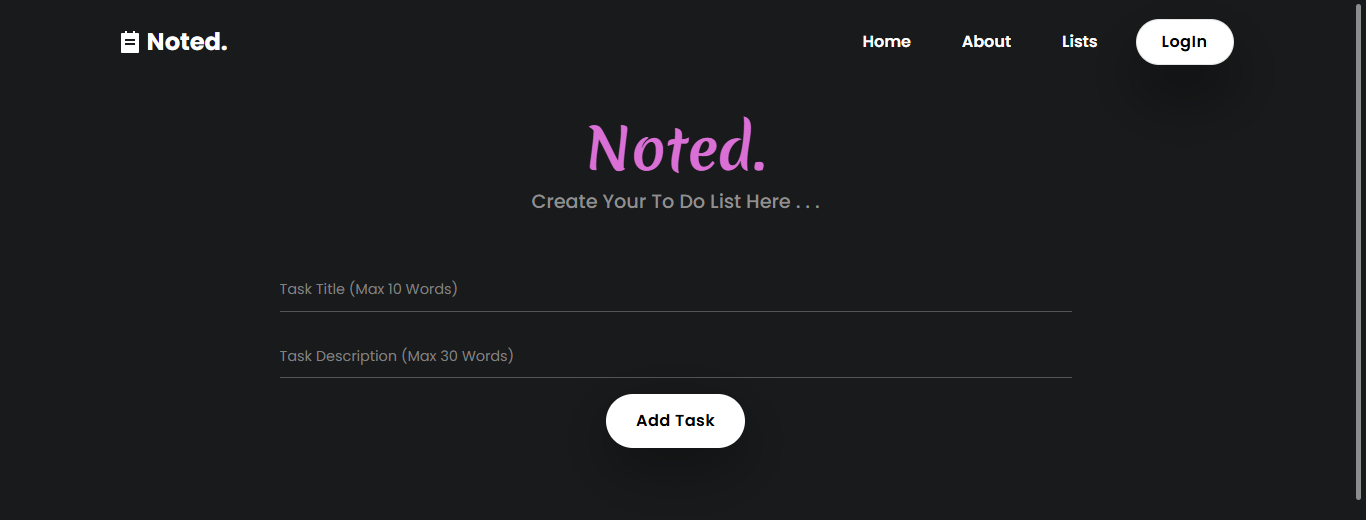 Noted.
Home About Lists LogIn
Noted.
Create Your To Do List Here . . .
Task Title (Max 10 Words)
Task Description (Max 30 Words)
Add Task